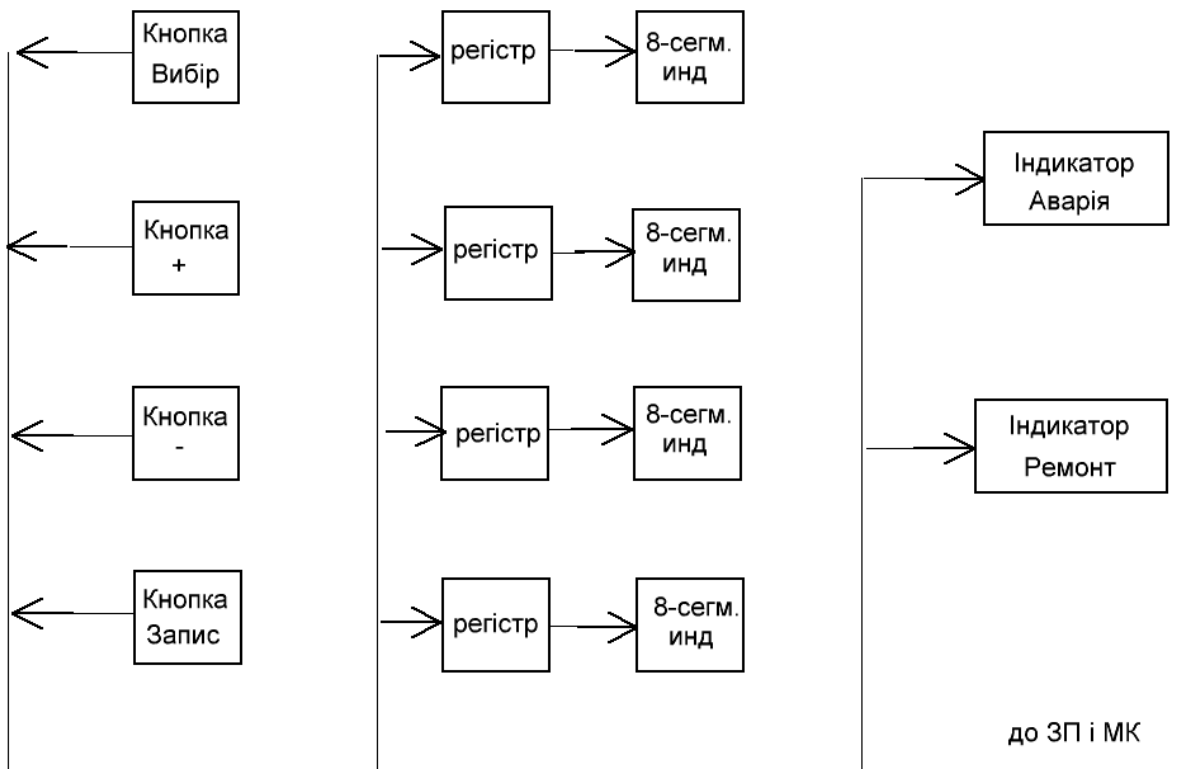 Кнопка
Вибір
регістр
8-сегм.
инд
Індикатор
Аварія
Кнопка
+
регістр
8-сегм.
инд
Кнопка
-
регістр
8-сегм.
инд
Індикатор
Ремонт
Кнопка
Запис
регістр
8-сегм.
инд
до ЗП і МК